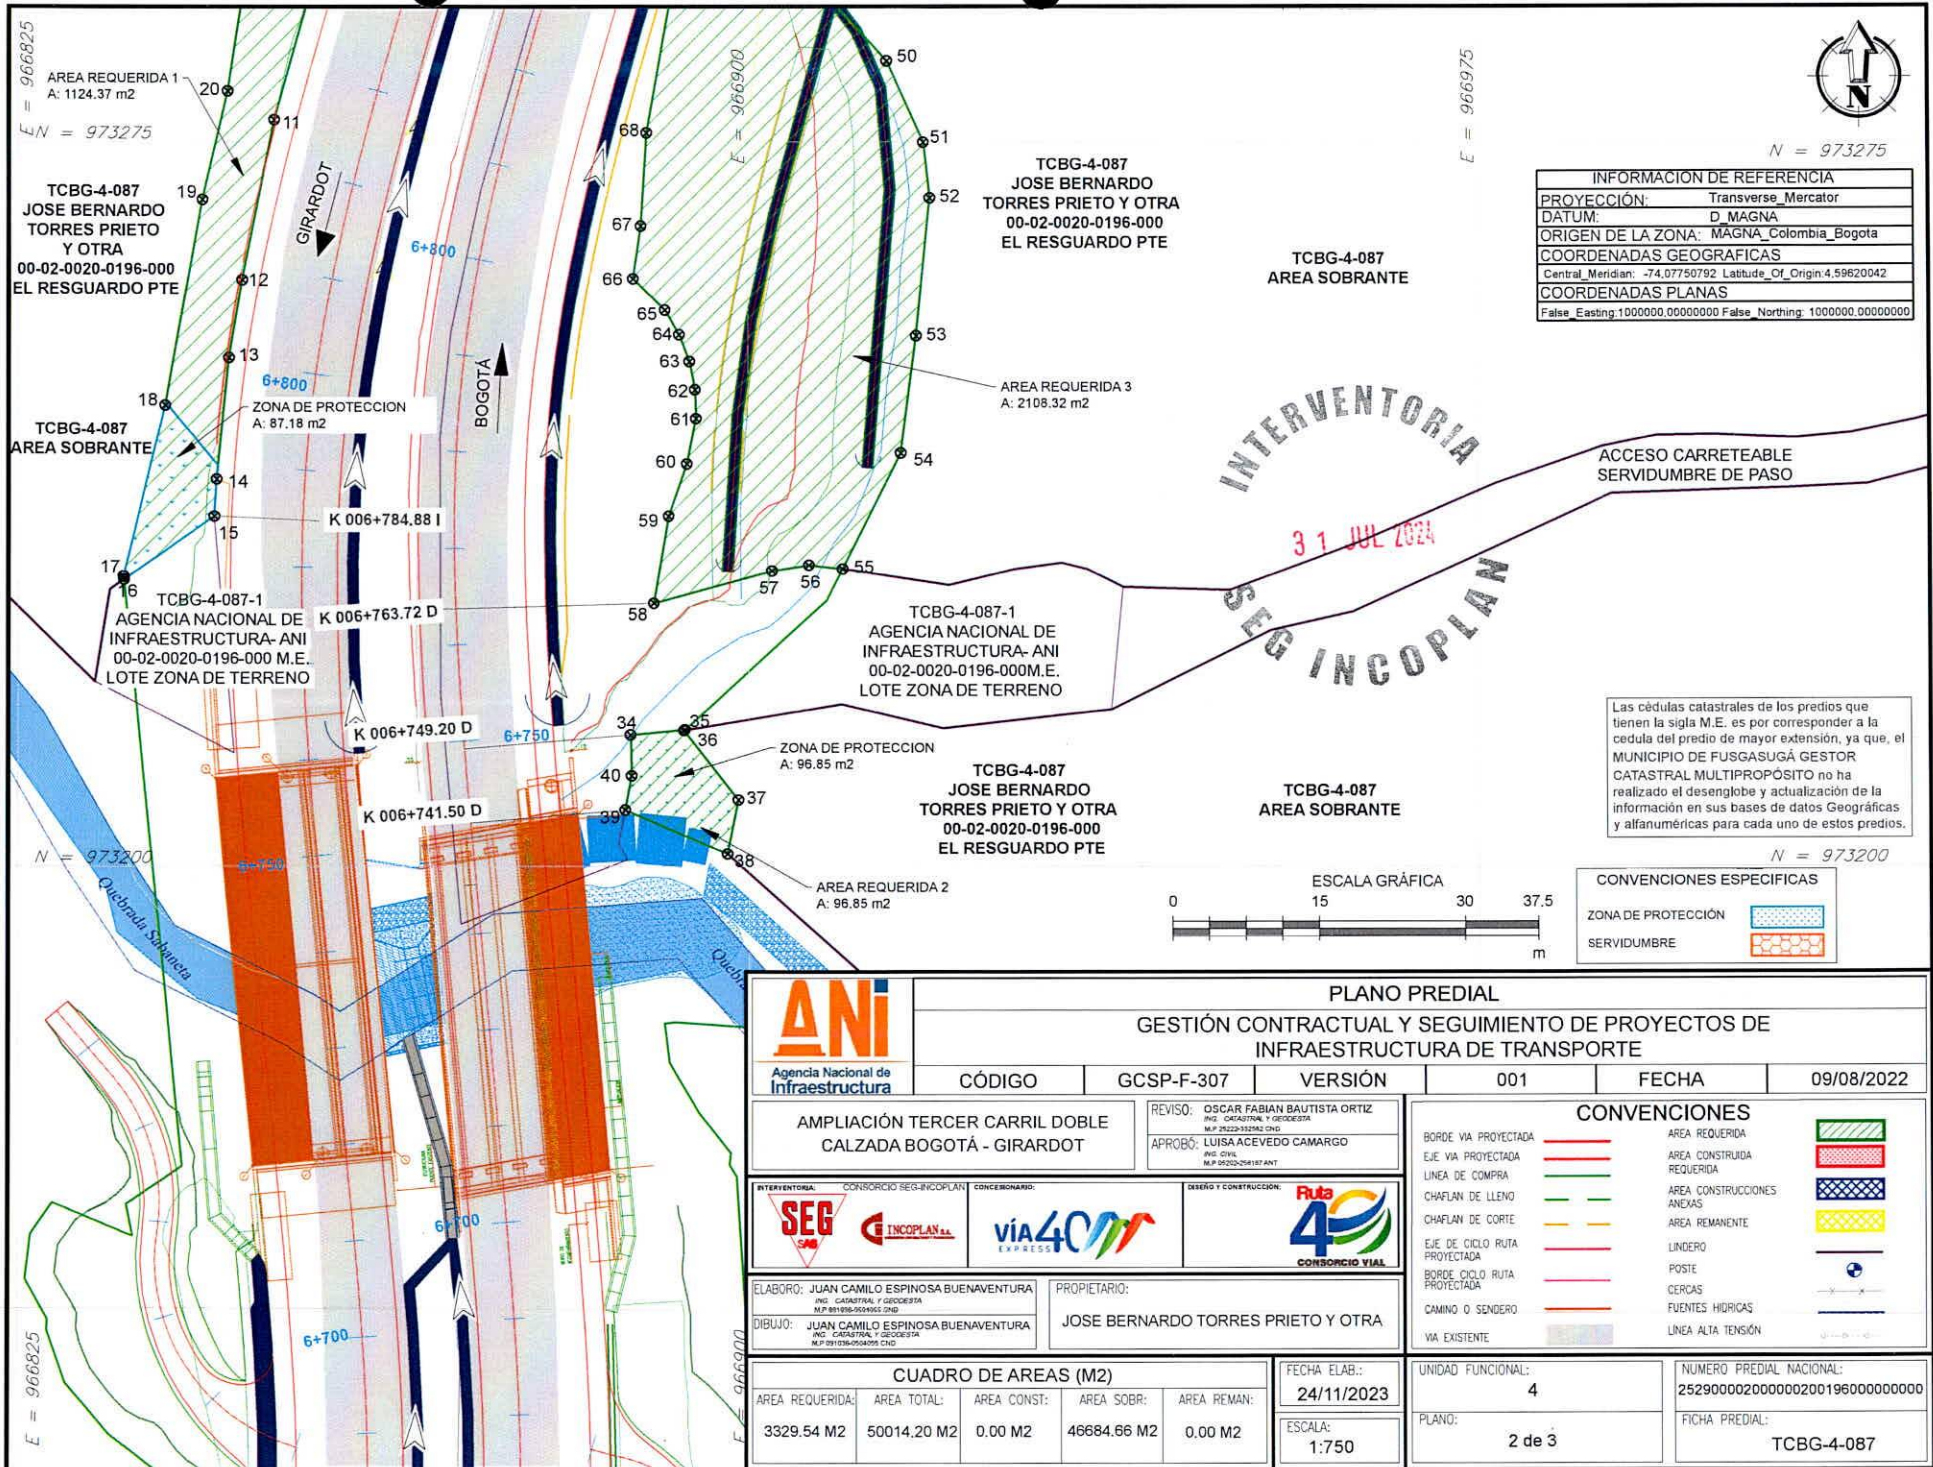 E = 966825
AREA REQUERIDA 1
A: 1124.37 m2
N = 973275
20
11
19
TCBG-4-087
JOSE BERNARDO
TORRES PRIETO
Y OTRA
00-02-0020-0196-000
EL RESGUARDO PTE
12
13
18
ZONA DE PROTECCION
A: 87.18 m2
TCBG-4-087
AREA SOBRANTE
14
15
17
16
GIRARDOT
6+800
6+800
BOGOTÁ
K 006+784.88 I
K 006+763.72 D
K 006+749.20 D
K 006+741.50 D
TCBG-4-087-1
AGENCIA NACIONAL DE
INFRAESTRUCTURA- ANI
00-02-0020-0196-000 M.E.
LOTE ZONA DE TERRENO
E = 966900
50
51
52
53
54
55
56
57
58
59
60
61
62
63
64
65
66
67
68
TCBG-4-087
JOSE BERNARDO
TORRES PRIETO Y OTRA
00-02-0020-0196-000
EL RESGUARDO PTE
AREA REQUERIDA 3
A: 2108.32 m2
E = 966975
N = 973275
N
TCBG-4-087
AREA SOBRANTE
INFORMACION DE REFERENCIA
PROYECCIÓN: Transverse_Mercator
DATUM: D_MAGNA
ORIGEN DE LA ZONA: MAGNA_Colombia_Bogota
COORDENADAS GEOGRAFICAS
Central_Meridian: -74,07750792 Latitude_Of_Origin:4,59620042
COORDENADAS PLANAS
False_Easting:1000000,00000000 False_Northing: 1000000,00000000
INTERVENTORIA
31 JUL 2024
SEG INCOPLAN
ACCESO CARRETEABLE
SERVIDUMBRE DE PASO
TCBG-4-087-1
AGENCIA NACIONAL DE
INFRAESTRUCTURA- ANI
00-02-0020-0196-000M.E.
LOTE ZONA DE TERRENO
6+750
34
35
36
37
38
39
40
ZONA DE PROTECCION
A: 96.85 m2
TCBG-4-087
JOSE BERNARDO
TORRES PRIETO Y OTRA
00-02-0020-0196-000
EL RESGUARDO PTE
TCBG-4-087
AREA SOBRANTE
AREA REQUERIDA 2
A: 96.85 m2
Las cédulas catastrales de los predios que
tienen la sigla M.E. es por corresponder a la
cedula del predio de mayor extensión, ya que, el
MUNICIPIO DE FUSGASUGÁ GESTOR
CATASTRAL MULTIPROPÓSITO no ha
realizado el desenglobe y actualización de la
información en sus bases de datos Geográficas
y alfanuméricas para cada uno de estos predios.
N = 973200
N = 973200
6+750
Quebrada Sabaneta
ESCALA GRÁFICA
0 15 30 37.5
m
CONVENCIONES ESPECIFICAS
ZONA DE PROTECCIÓN
SERVIDUMBRE
6+700
6+700
E = 966825
E = 966900
ANi
Agencia Nacional de
Infraestructura
PLANO PREDIAL
GESTIÓN CONTRACTUAL Y SEGUIMIENTO DE PROYECTOS DE
INFRAESTRUCTURA DE TRANSPORTE
CÓDIGO GCSP-F-307 VERSIÓN 001 FECHA 09/08/2022
AMPLIACIÓN TERCER CARRIL DOBLE
CALZADA BOGOTÁ - GIRARDOT
REVISO: OSCAR FABIAN BAUTISTA ORTIZ
ING. CATASTRAL Y GEODESTA
APROBÓ: LUISA ACEVEDO CAMARGO
ING. CIVIL
INTERVENTORIA: CONSORCIO SEG-INCOPLAN
SEG
SAS
INCOPLAN S.A.
CONCESIONARIO:
VÍA 40
EXPRESS
DISEÑO Y CONSTRUCCIÓN:
Ruta
40
CONSORCIO VIAL
ELABORO: JUAN CAMILO ESPINOSA BUENAVENTURA
ING. CATASTRAL Y GEODESTA
DIBUJO: JUAN CAMILO ESPINOSA BUENAVENTURA
ING. CATASTRAL Y GEODESTA
PROPIETARIO:
JOSE BERNARDO TORRES PRIETO Y OTRA
CONVENCIONES
BORDE VIA PROYECTADA
EJE VIA PROYECTADA
LINEA DE COMPRA
CHAFLAN DE LLENO
CHAFLAN DE CORTE
EJE DE CICLO RUTA
PROYECTADA
BORDE CICLO RUTA
PROYECTADA
CAMINO O SENDERO
VIA EXISTENTE
AREA REQUERIDA
AREA CONSTRUIDA
REQUERIDA
AREA CONSTRUCCIONES
ANEXAS
AREA REMANENTE
LINDERO
POSTE
CERCAS
FUENTES HIDRICAS
LINEA ALTA TENSIÓN
CUADRO DE AREAS (M2)
AREA REQUERIDA: AREA TOTAL: AREA CONST: AREA SOBR: AREA REMAN:
3329.54 M2 50014.20 M2 0.00 M2 46684.66 M2 0.00 M2
FECHA ELAB.:
24/11/2023
ESCALA:
1:750
UNIDAD FUNCIONAL:
4
PLANO:
2 de 3
NUMERO PREDIAL NACIONAL:
FICHA PREDIAL:
TCBG-4-087